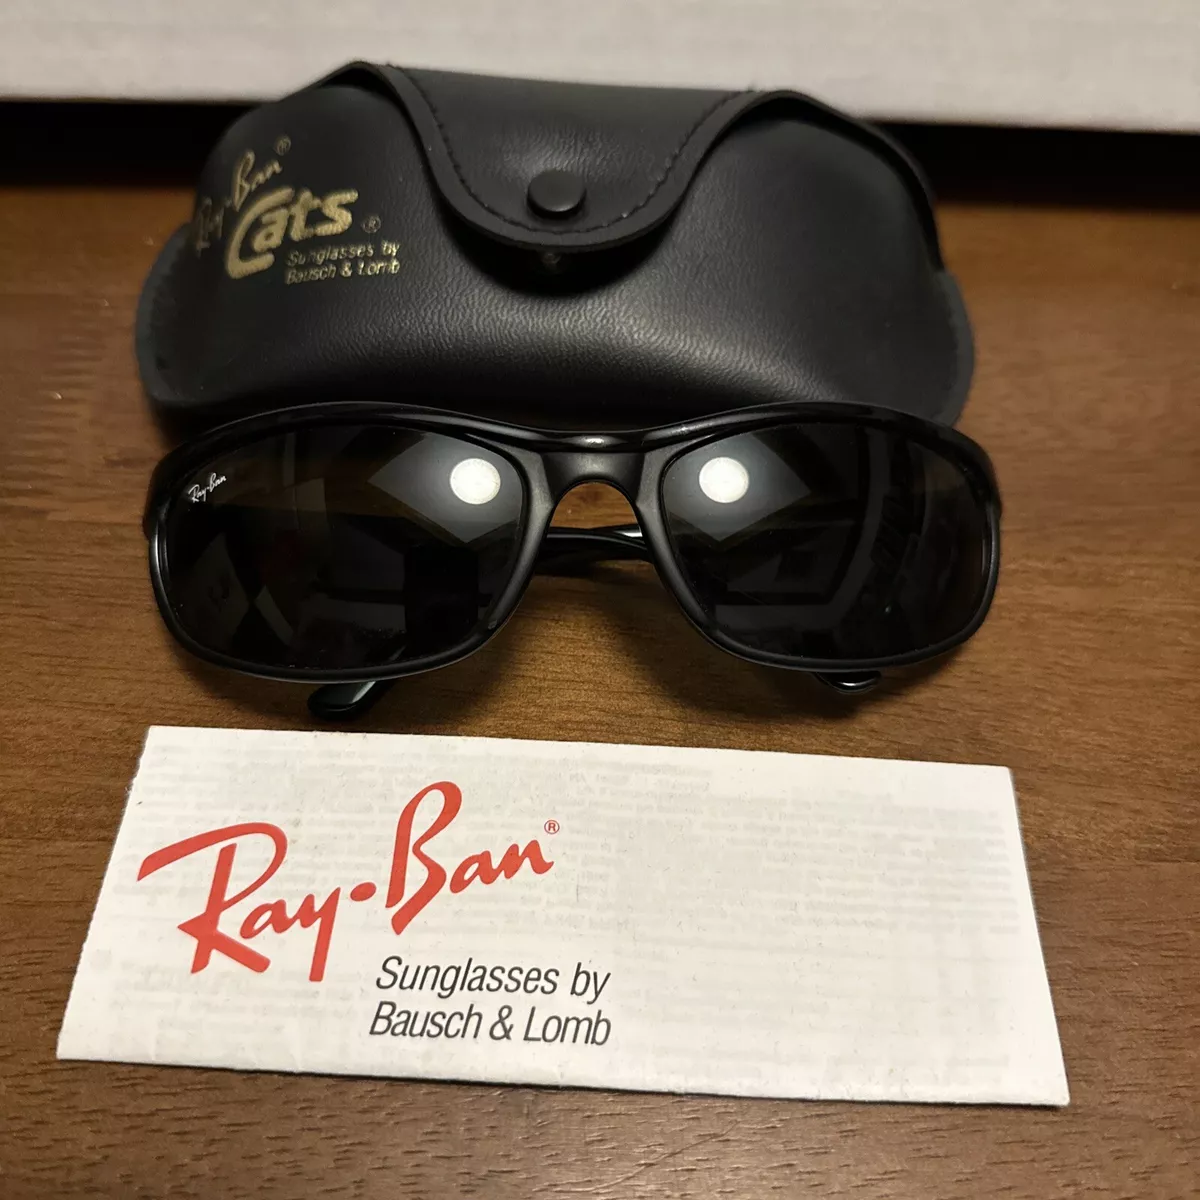 Ray-Ban®
Cats®
Sunglasses by
Bausch & Lomb
Ray-Ban
Ray-Ban®
Sunglasses by
Bausch & Lomb